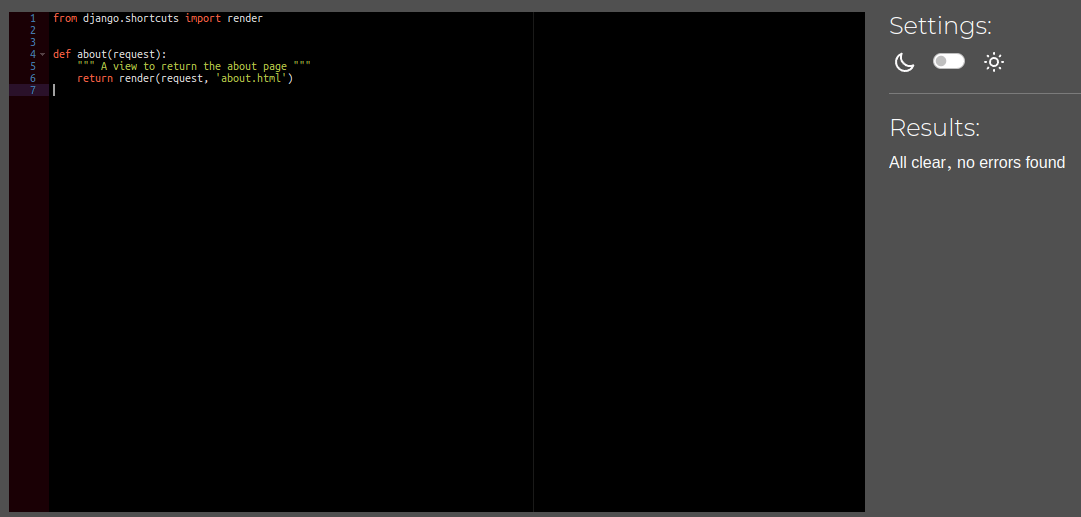 1 from django.shortcuts import render
2
3
4 def about(request):
5     """ A view to return the about page """
6     return render(request, 'about.html')
7
Settings:
Results:
All clear, no errors found